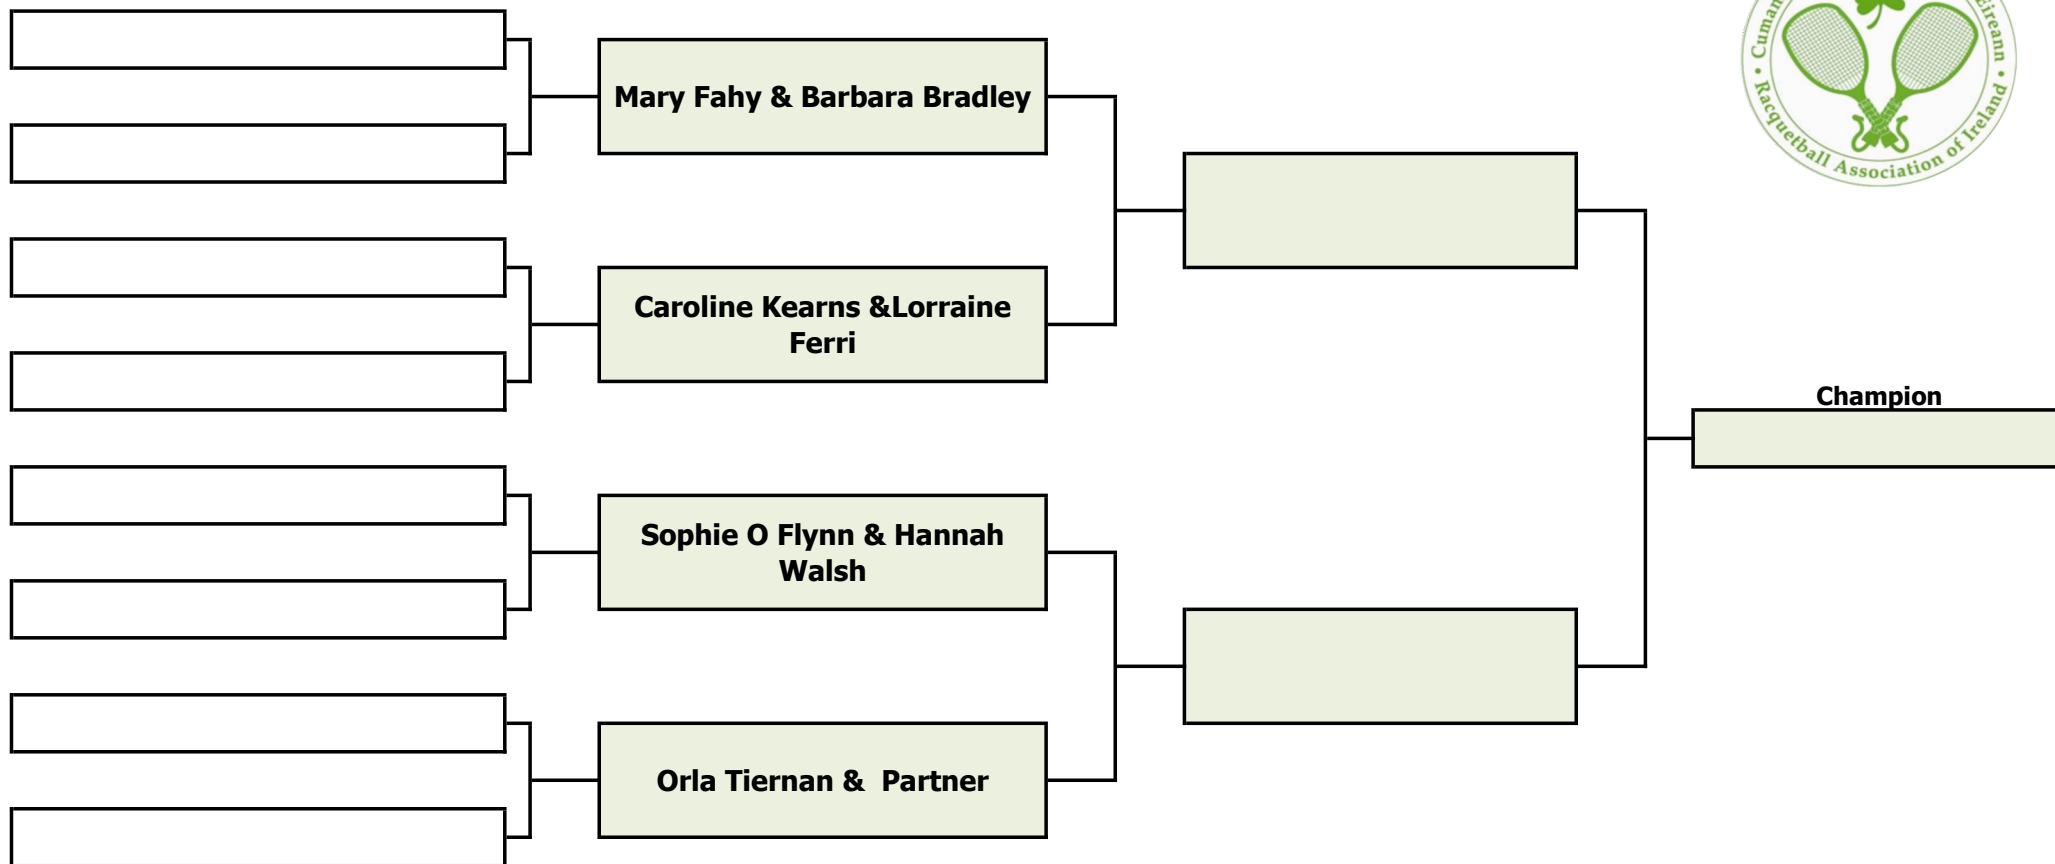 Mary Fahy & Barbara Bradley
Caroline Kearns &Lorraine
Ferri
Sophie O Flynn & Hannah
Walsh
Orla Tiernan &  Partner
Champion
Éireann • 
Racquetball Association of Ireland •